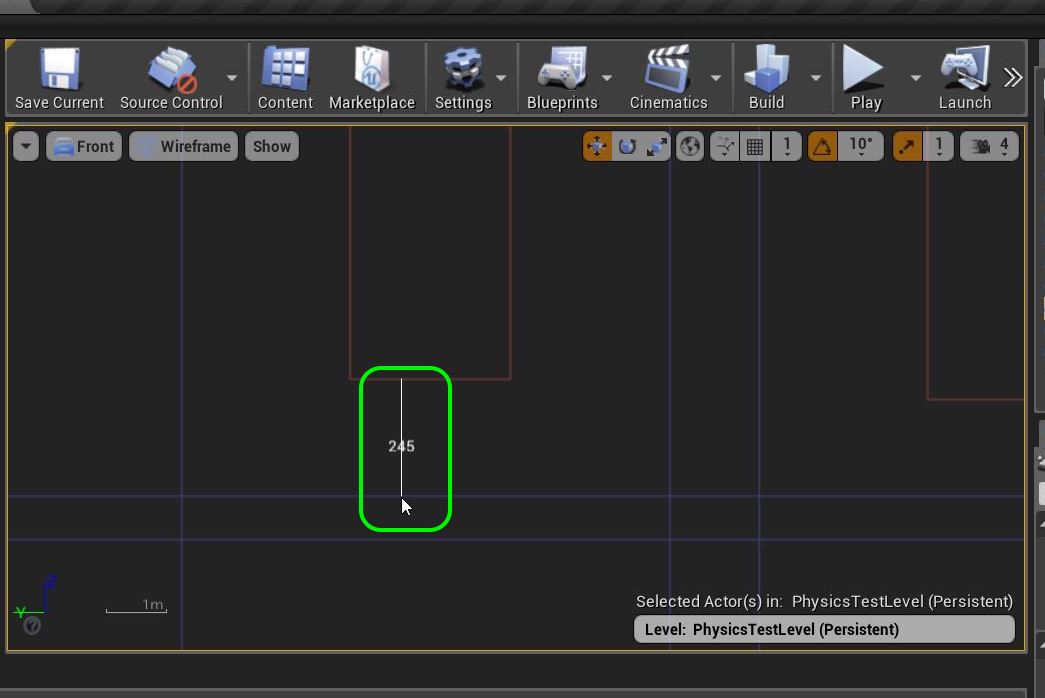 Save Current Source Control Content Marketplace Settings Blueprints Cinematics Build Play Launch
Front Wireframe Show 1 10° 1 4
245
Z
Y
1m
Selected Actor(s) in: PhysicsTestLevel (Persistent)
Level: PhysicsTestLevel (Persistent)